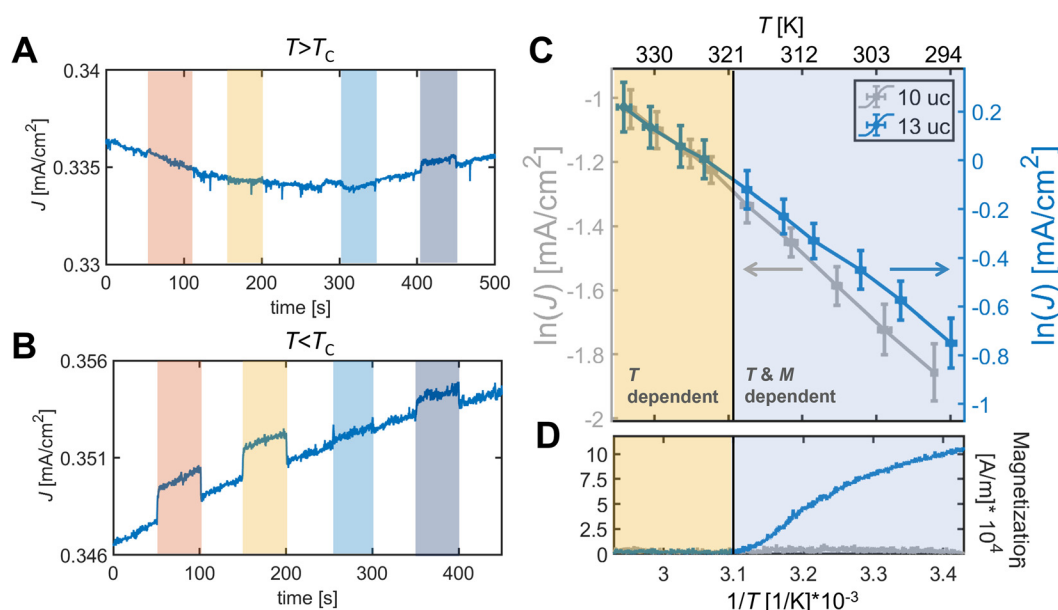 A
T>TC
0.34
0.335
0.33
J [mA/cm2]
0
100
200
300
400
500
time [s]
B
T<TC
0.356
0.351
0.346
J [mA/cm2]
0
100
200
300
400
time [s]
C
T [K]
330
321
312
303
294
-1
-1.2
-1.4
-1.6
-1.8
-2
ln(J) [mA/cm2]
10 uc
13 uc
T
dependent
T & M
dependent
0.2
0
-0.2
-0.4
-0.6
-0.8
-1
ln(J) [mA/cm2]
D
10
7.5
5
2.5
0
Magnetization
[A/m]* 10^4
3
3.1
3.2
3.3
3.4
1/T [1/K]*10-3